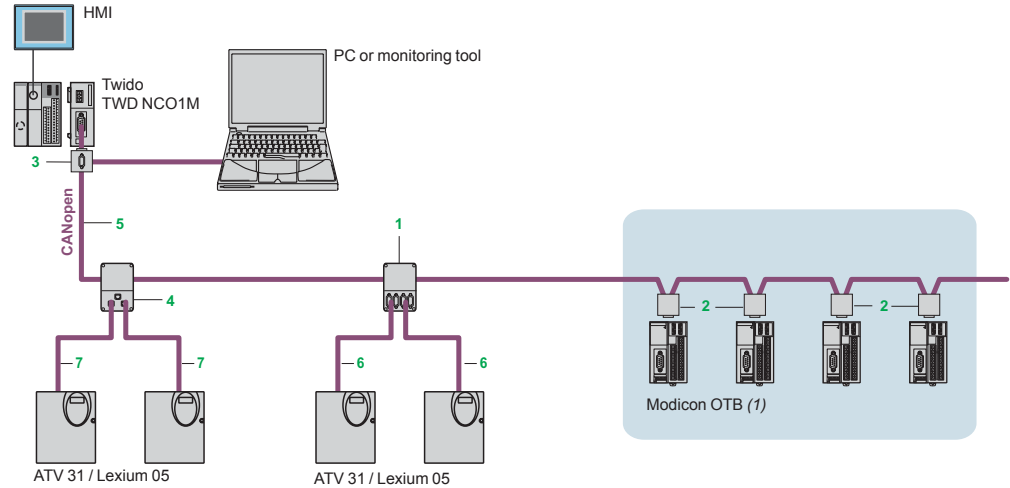 HMI
PC or monitoring tool
Twido
TWD NCO1M
3
CANopen
5
1
4
2
2
7
7
6
6
Modicon OTB (1)
ATV 31 / Lexium 05
ATV 31 / Lexium 05